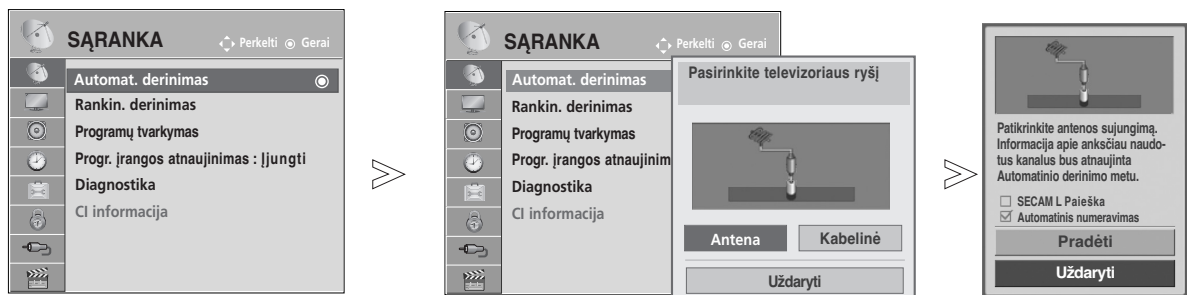 SĄRANKA
Perkelti Gerai
Automat. derinimas
Rankin. derinimas
Programų tvarkymas
Progr. įrangos atnaujinimas : Įjungti
Diagnostika
CI informacija
SĄRANKA
Perkelti Gerai
Automat. derinimas
Rankin. derinimas
Programų tvarkymas
Progr. įrangos atnaujinim
Diagnostika
CI informacija
Pasirinkite televizoriaus ryšį
Antena
Kabelinė
Uždaryti
Patikrinkite antenos sujungimą.
Informacija apie anksčiau naudo-
tus kanalus bus atnaujinta
Automatinio derinimo metu.
SECAM L Paieška
Automatinis numeravimas
Pradėti
Uždaryti